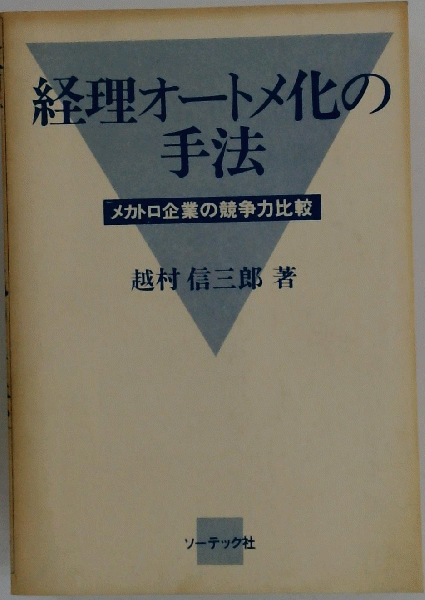 経理オートメ化の
手法
メカトロ企業の競争力比較
越村信三郎 著
ソーテック社